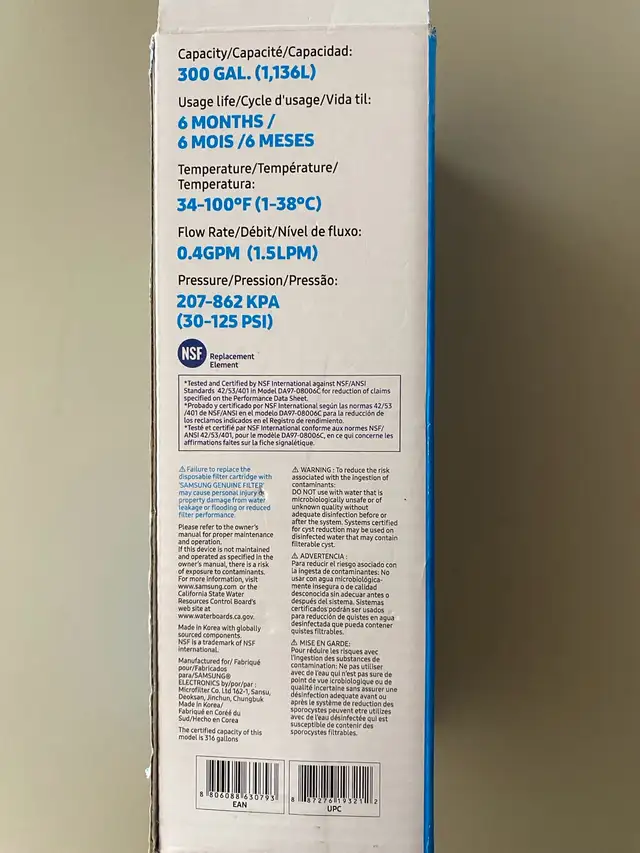 Capacity/Capacité/Capacidad:
300 GAL. (1,136L)
Usage life/Cycle d'usage/Vida til:
6 MONTHS /
6 MOIS /6 MESES
Temperature/Température/
Temperatura:
34-100°F (1-38°C)
Flow Rate/Débit/Nível de fluxo:
0.4GPM (1.5LPM)
Pressure/Pression/Pressão:
207-862 KPA
(30-125 PSI)
NSF Replacement
Element
*Tested and Certified by NSF International against NSF/ANSI
Standards 42/53/401 in Model DA97-08006C for reduction of claims
specified on the Performance Data Sheet.
*Probado y certificado por NSF International según las normas 42/53
/401 de NSF/ANSI en el modelo DA97-08006C para la reducción de
los reclamos indicados en el Registro de rendimiento.
*Testé et certifié par NSF International conforme aux normes NSF/
ANSI 42/53/401, pour le modèle DA97-08006C, en ce qui concerne les
affirmations faites sur la fiche signalétique.
⚠ Failure to replace the
disposable filter cartridge with
'SAMSUNG GENUINE FILTER'
may cause personal injury
property damage from water
leakage or flooding or reduced
filter performance.
Please refer to the owner's
manual for proper maintenance
and operation.
If this device is not maintained
and operated as specified in the
owner's manual, there is a risk
of exposure to contaminants.
For more information, visit
www.samsung.com or the
California State Water
Resources Control Board's
web site at
www.waterboards.ca.gov.
Made in Korea with globally
sourced components.
NSF is a trademark of NSF
international.
Manufactured for/ Fabriqué
pour/Fabricados
para/SAMSUNG®
ELECTRONICS by/por/par :
Microfilter Co. Ltd 162-1, Sansu,
Deoksan, Jinchun, Chungbuk
Made in Korea/
Fabriqué en Coréé du
Sud/Hecho en Corea
The certified capacity of this
model is 316 gallons
⚠ WARNING : To reduce the risk
associated with the ingestion of
contaminants:
DO NOT use with water that is
microbiologically unsafe or of
unknown quality without
adequate disinfection before or
after the system. Systems certified
for cyst reduction may be used on
disinfected water that may contain
filterable cyst.
⚠ ADVERTENCIA :
Para reducir el riesgo asociado con
la ingesta de contaminantes: No
usar con agua microbiológica-
mente insegura o de calidad
desconocida sin adecuar antes o
después del sistema. Sistemas
certificados podrán ser usados
para reducción de quistes en agua
desinfectada que pueda contener
quistes filtrables.
⚠ MISE EN GARDE:
Pour réduire les risques avec
l'ingestion des substances de
contamination: Ne pas utiliser
avec de l'eau qui n'est pas sure de
point de vue icrobiologique ou de
qualité incertaine sans assurer une
désinfection adequate avant ou
après le système de reduction des
sporocystes peuvent etre utilizes
avec de l'eau désinfectée qui est
susceptible de contenir des
sporocystes filtrables.
8 806088 630793
EAN
8 87276 19321 2
UPC